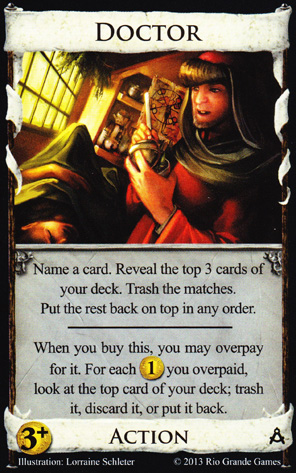 DOCTOR
Name a card. Reveal the top 3 cards of
your deck. Trash the matches.
Put the rest back on top in any order.
When you buy this, you may overpay
for it. For each 1 you overpaid,
look at the top card of your deck; trash
it, discard it, or put it back.
3+
ACTION
Illustration: Lorraine Schleter
© 2013 Rio Grande Games